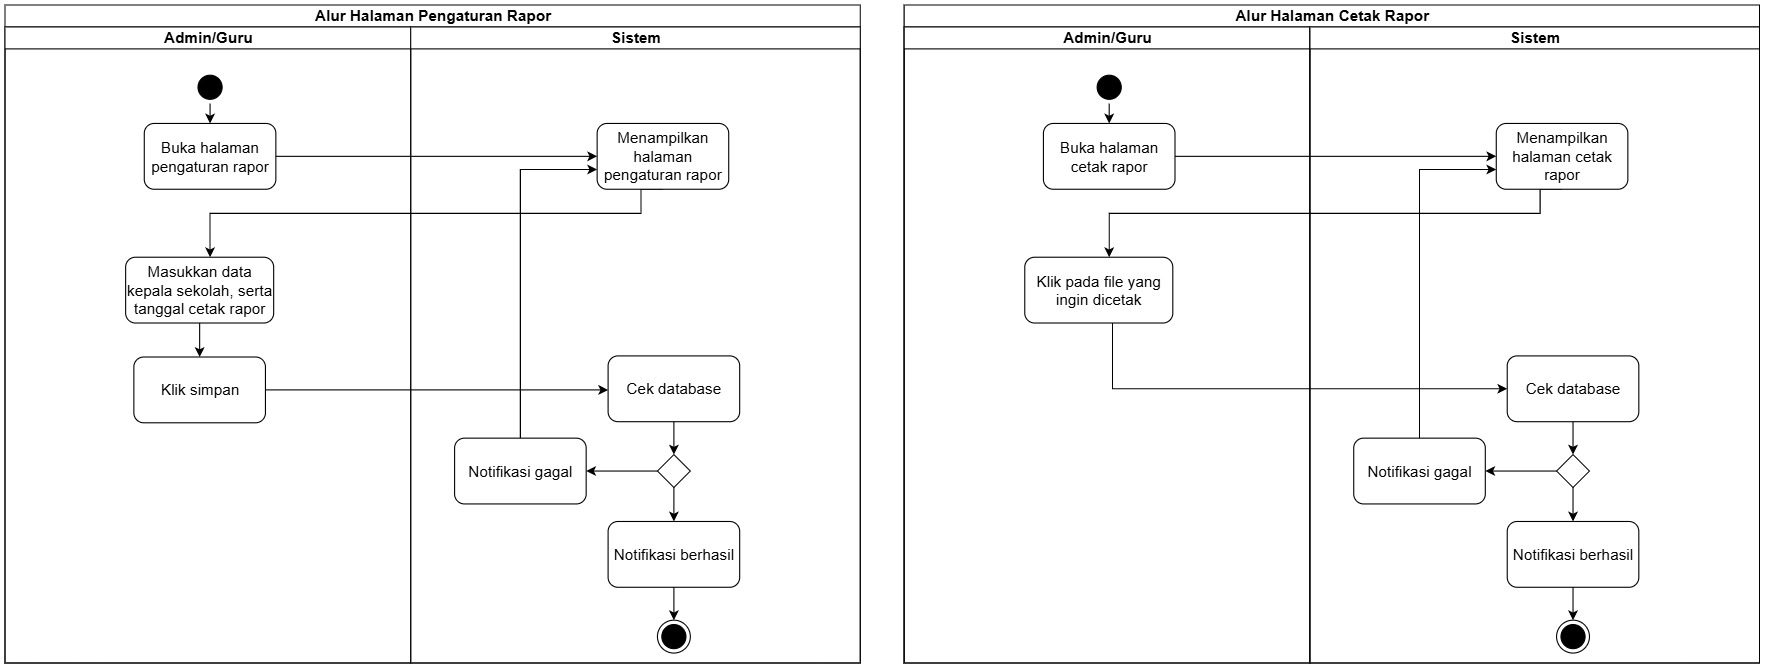 Alur Halaman Pengaturan Rapor
Admin/Guru
Sistem
Buka halaman
pengaturan rapor
Menampilkan
halaman
pengaturan rapor
Masukkan data
kepala sekolah, serta
tanggal cetak rapor
Klik simpan
Cek database
Notifikasi gagal
Notifikasi berhasil
Alur Halaman Cetak Rapor
Admin/Guru
Sistem
Buka halaman
cetak rapor
Menampilkan
halaman cetak
rapor
Klik pada file yang
ingin dicetak
Cek database
Notifikasi gagal
Notifikasi berhasil